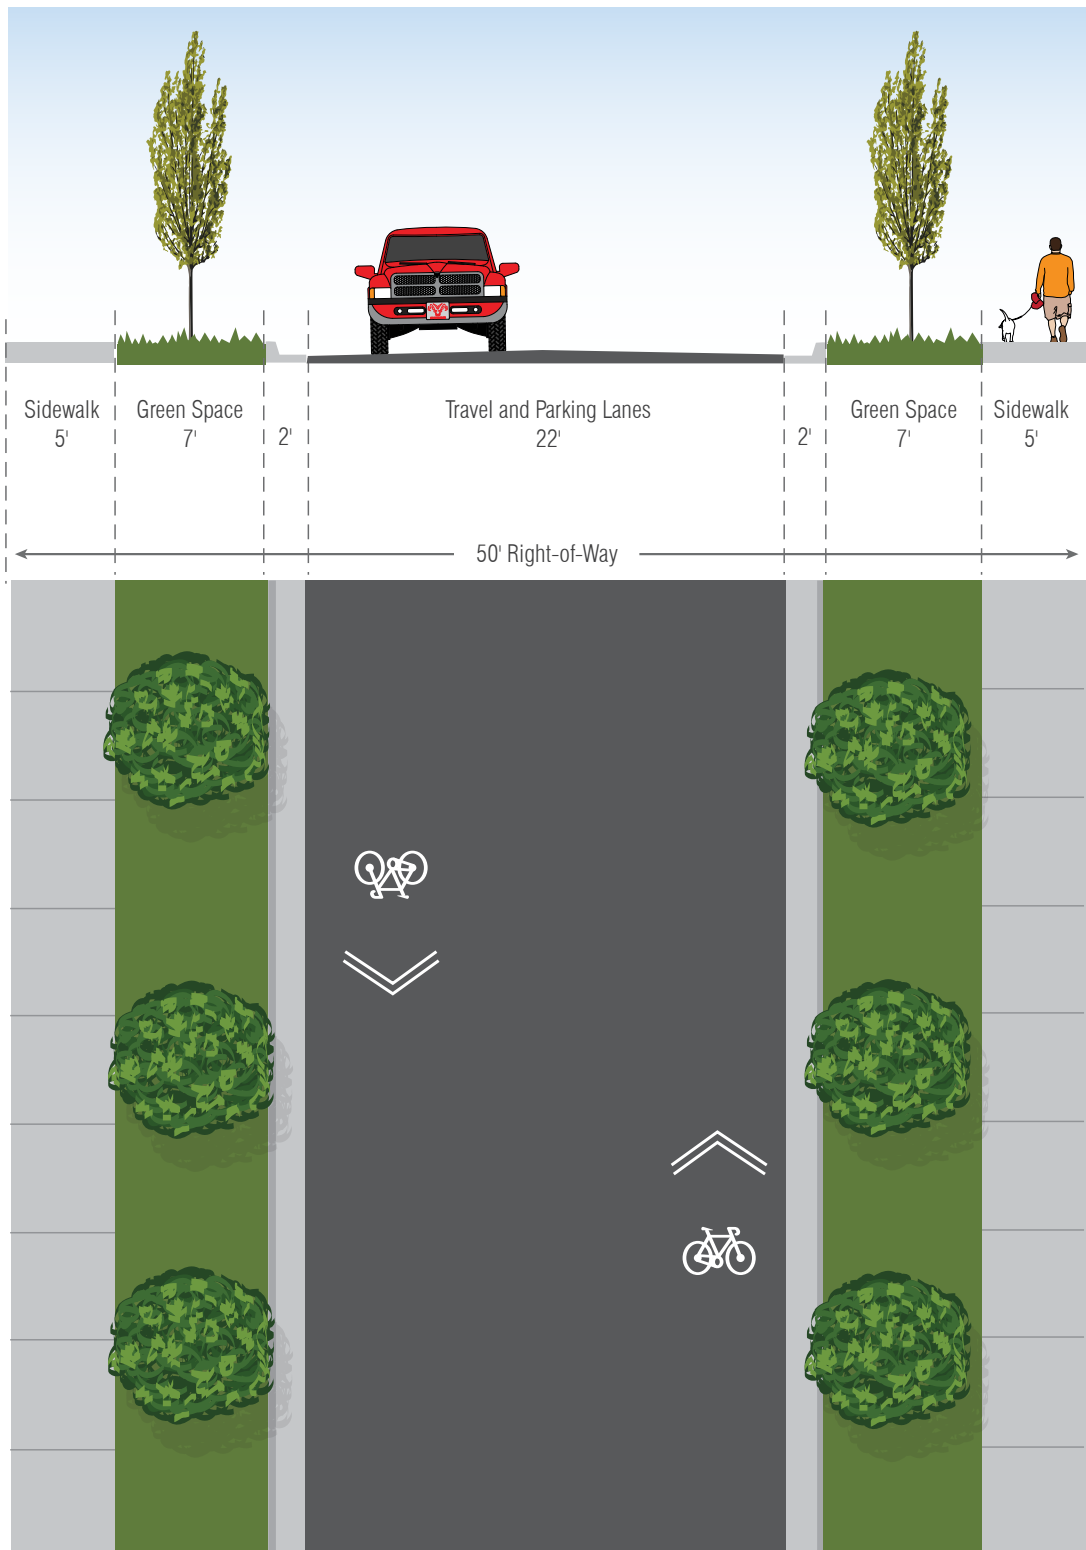 Sidewalk
5'
Green Space
7'
2'
Travel and Parking Lanes
22'
2'
Green Space
7'
Sidewalk
5'
50' Right-of-Way